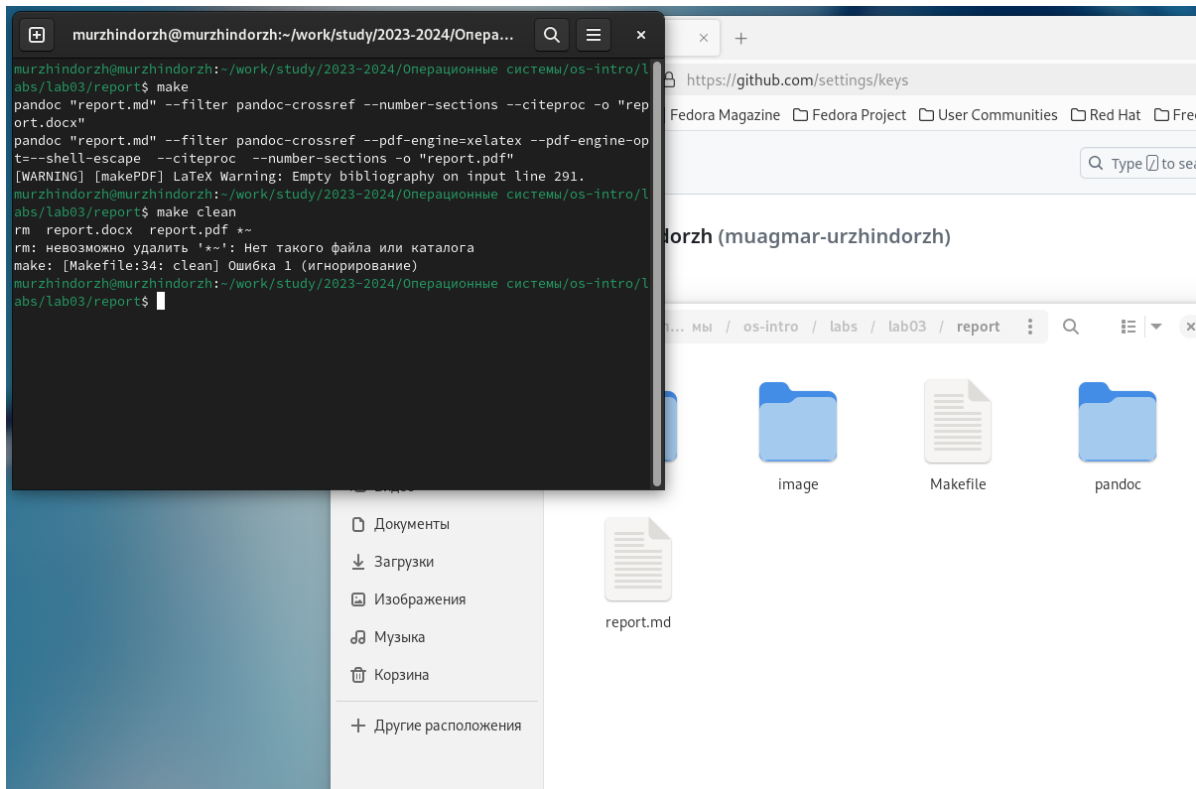 murzhindorzh@murzhindorzh:~/work/study/2023-2024/Опера...
murzhindorzh@murzhindorzh:~/work/study/2023-2024/Операционные системы/os-intro/l
abs/lab03/report$ make
pandoc "report.md" --filter pandoc-crossref --number-sections --citeproc -o "rep
ort.docx"
pandoc "report.md" --filter pandoc-crossref --pdf-engine=xelatex --pdf-engine-op
t=--shell-escape  --citeproc  --number-sections -o "report.pdf"
[WARNING] [makePDF] LaTeX Warning: Empty bibliography on input line 291.
murzhindorzh@murzhindorzh:~/work/study/2023-2024/Операционные системы/os-intro/l
abs/lab03/report$ make clean
rm  report.docx  report.pdf *~
rm: невозможно удалить '*~': Нет такого файла или каталога
make: [Makefile:34: clean] Ошибка 1 (игнорирование)
murzhindorzh@murzhindorzh:~/work/study/2023-2024/Операционные системы/os-intro/l
abs/lab03/report$
https://github.com/settings/keys
Fedora Magazine Fedora Project User Communities Red Hat Fre
Type / to sea
dorzh (muagmar-urzhindorzh)
... мы / os-intro / labs / lab03 / report
image
Makefile
pandoc
report.md
Документы
Загрузки
Изображения
Музыка
Корзина
Другие расположения